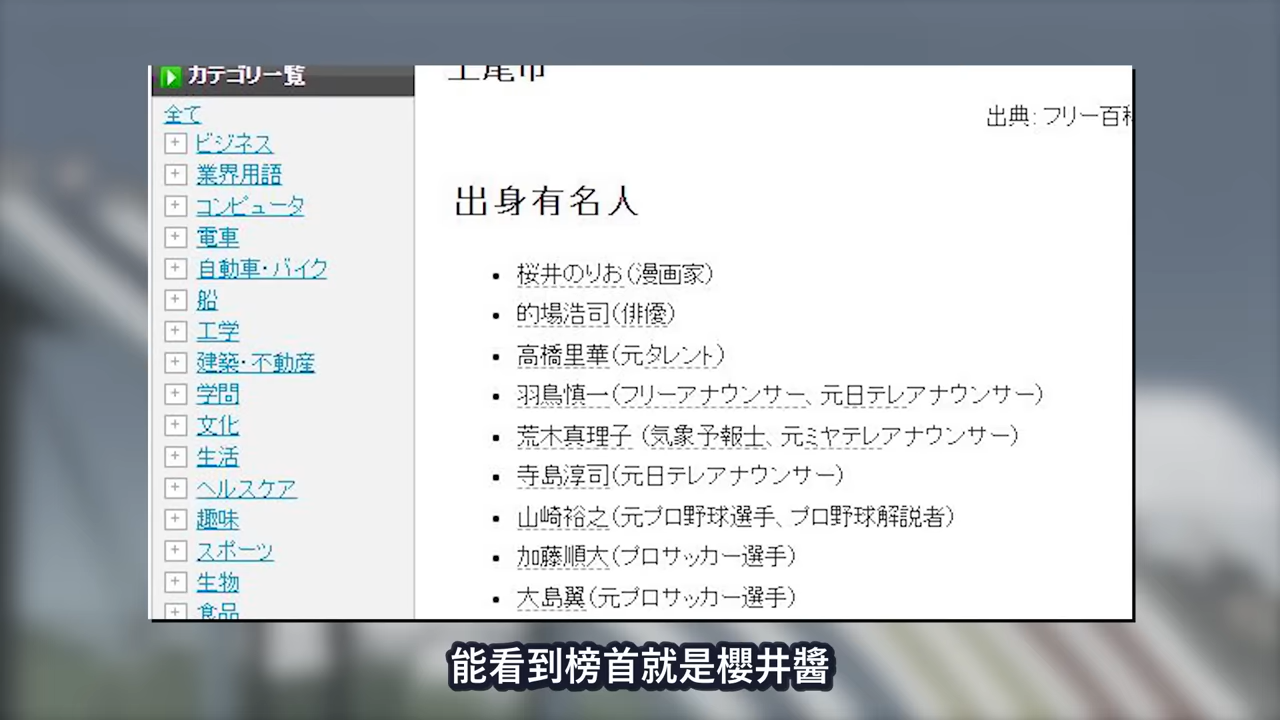 カテゴリ一覧
全て
ビジネス
業界用語
コンピュータ
電車
自動車・バイク
船
工学
建築・不動産
学問
文化
生活
ヘルスケア
趣味
スポーツ
生物
食品
上尾市
出典: フリー百科
出身有名人
桜井のりお(漫画家)
的場浩司(俳優)
高橋里華(元タレント)
羽鳥慎一(フリーアナウンサー、元日テレアナウンサー)
荒木真理子 (気象予報士、元ミヤテレアナウンサー)
寺島淳司(元日テレアナウンサー)
山崎裕之(元プロ野球選手、プロ野球解説者)
加藤順大(プロサッカー選手)
大島翼(元プロサッカー選手)
能看到榜首就是櫻井醬